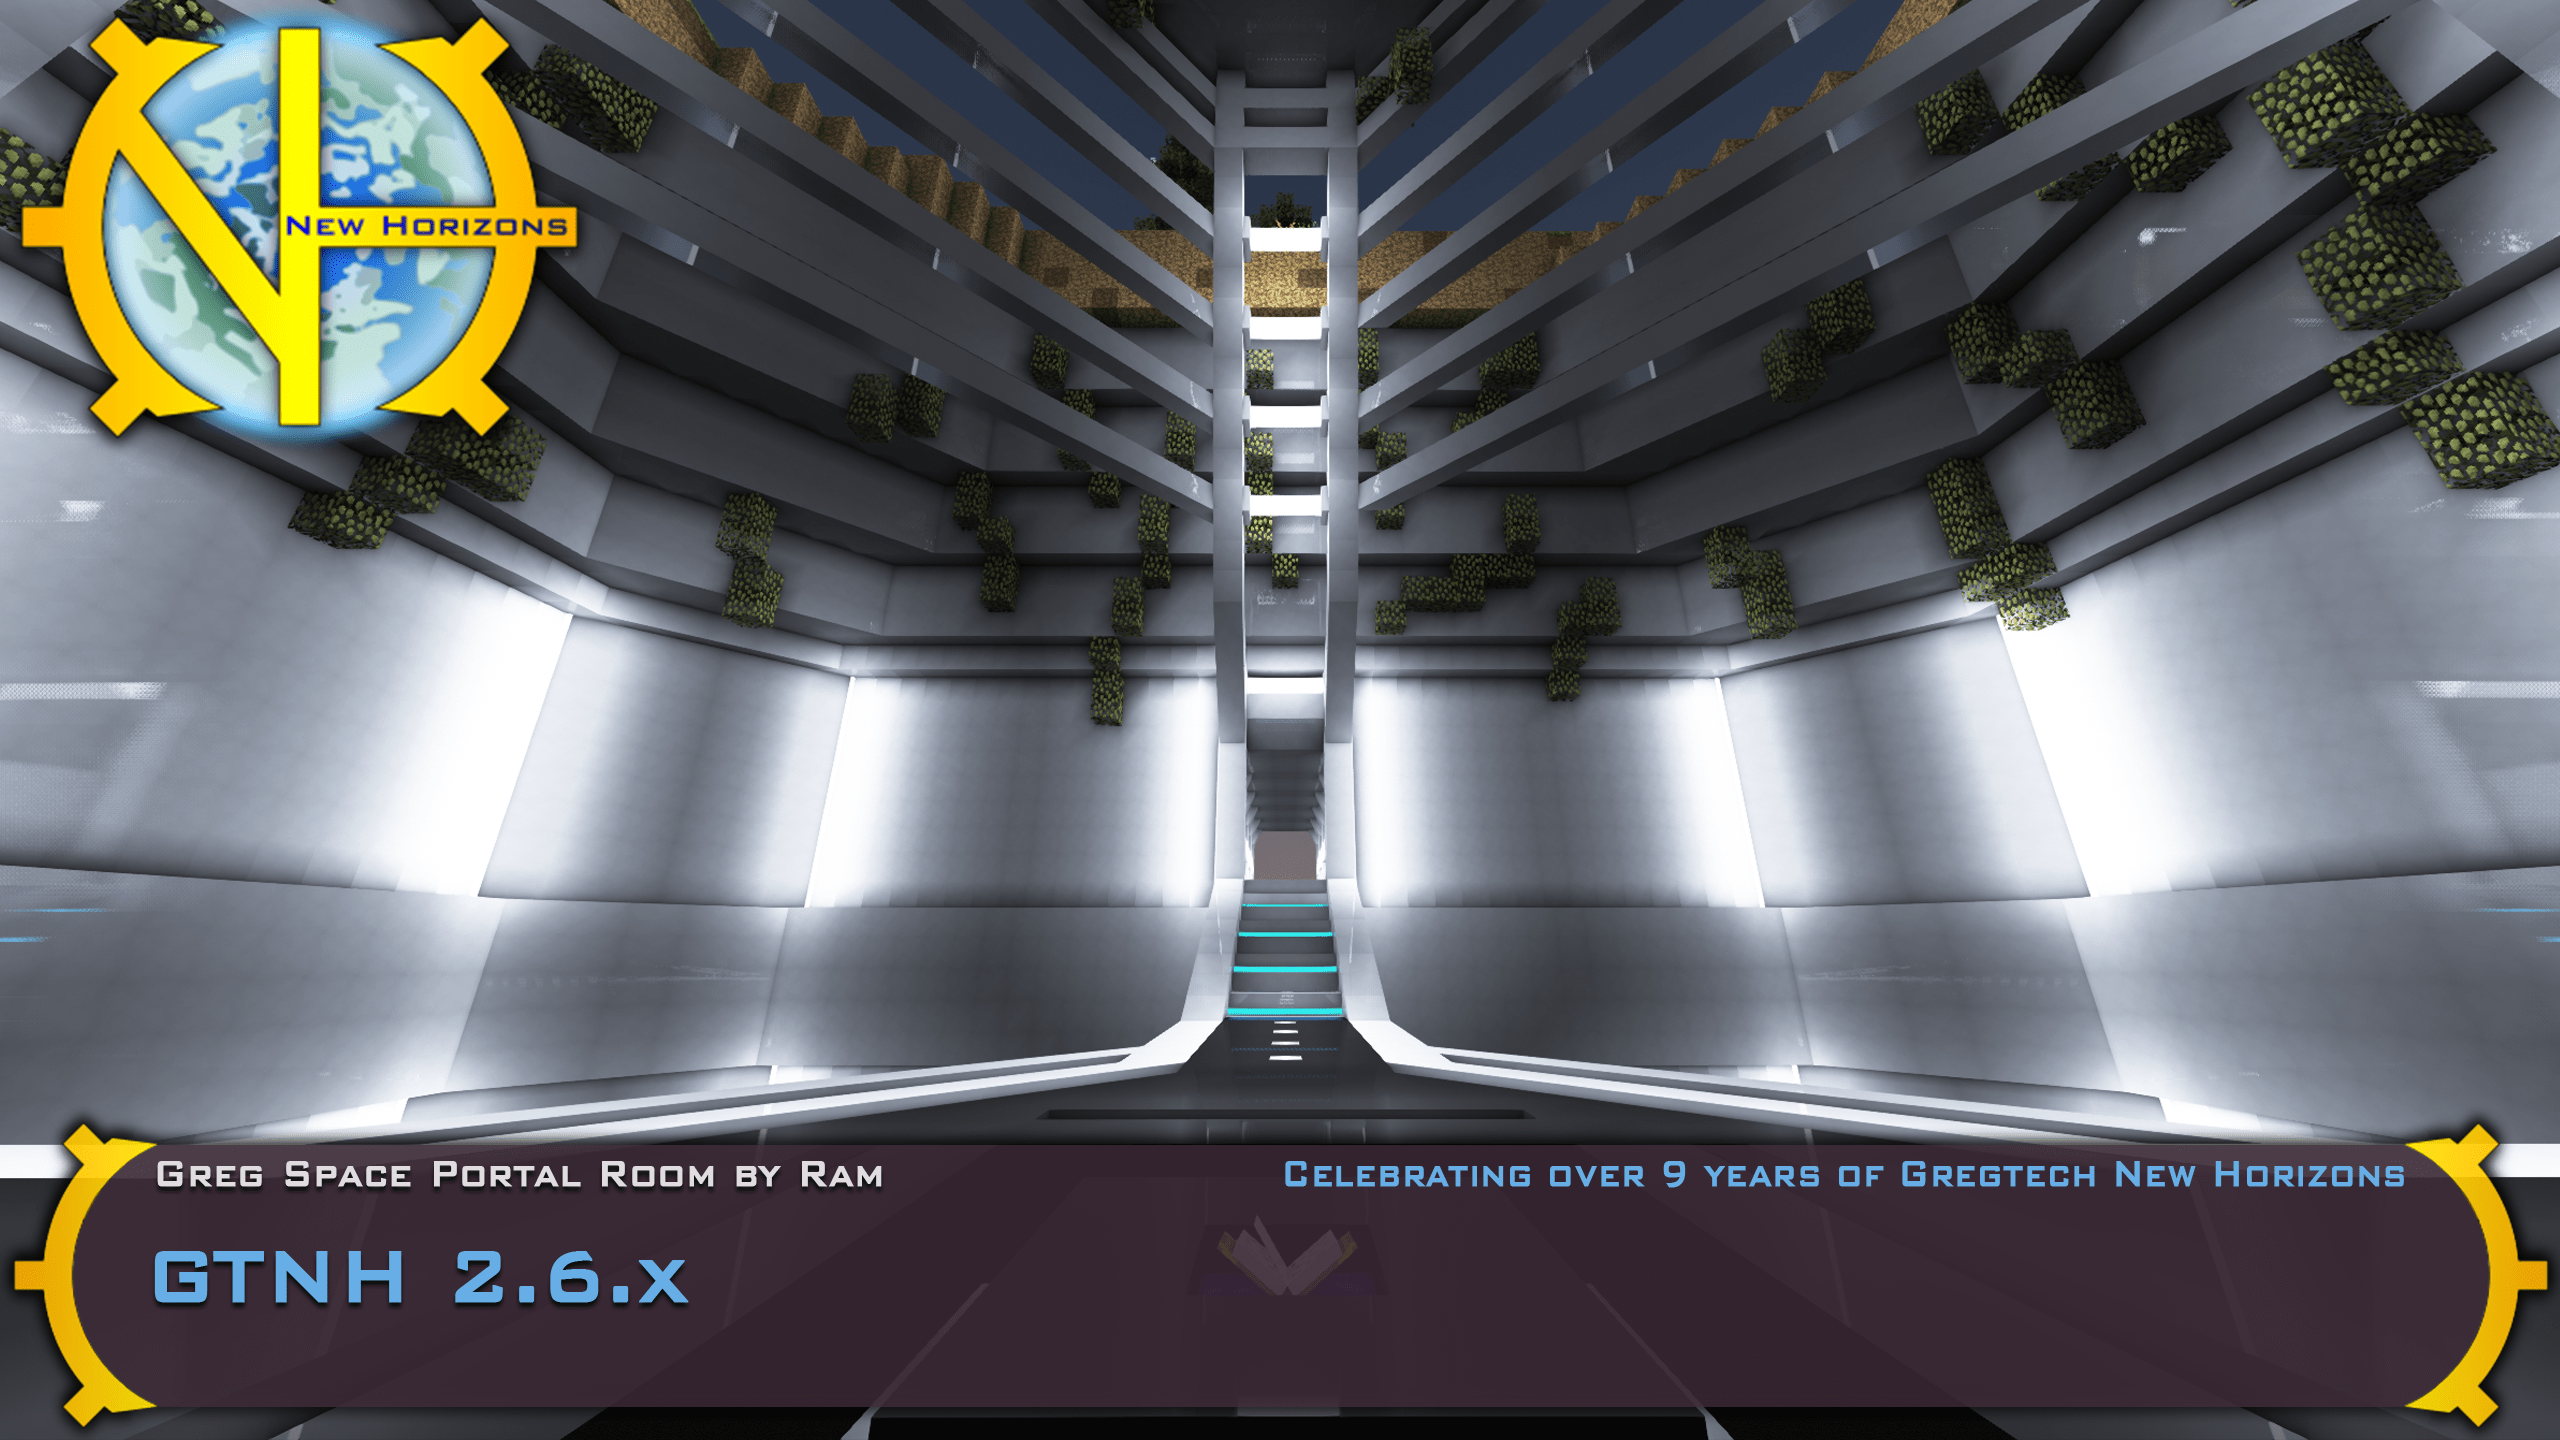 New Horizons
Greg Space Portal Room by Ram
Celebrating over 9 years of Gregtech New Horizons
GTNH 2.6.x